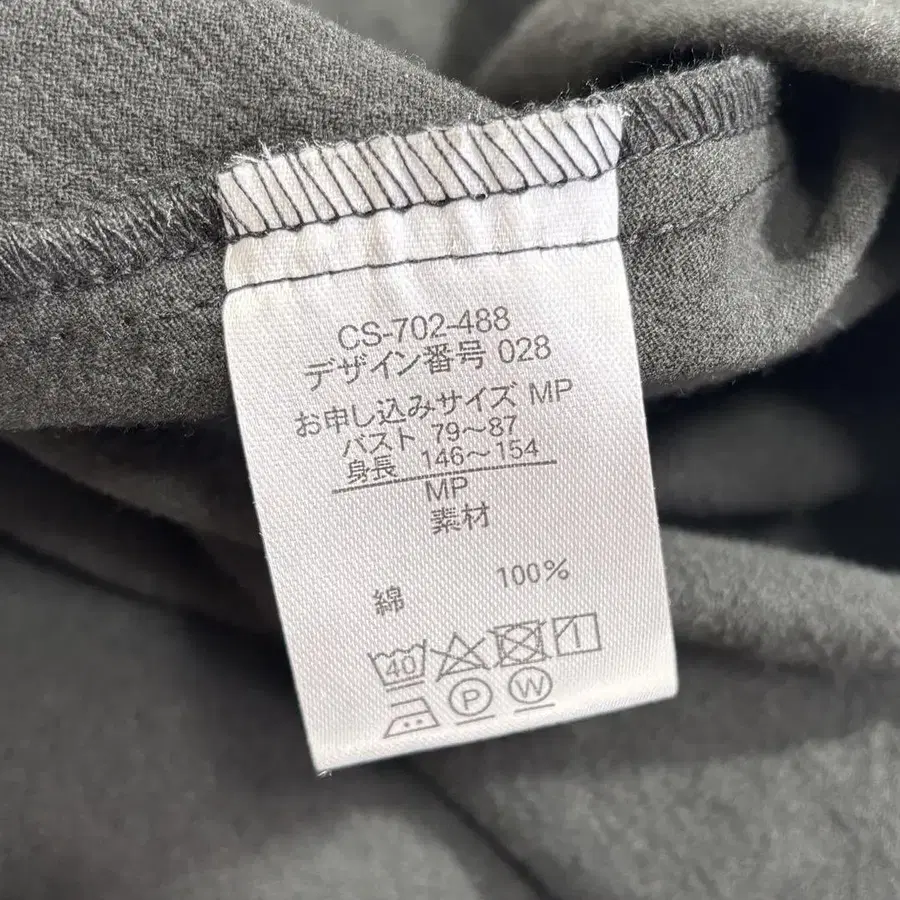 CS-702-488
デザイン番号 028
お申し込みサイズ MP
バスト 79～87
身長 146～154
MP
素材
綿 100%
40
P W